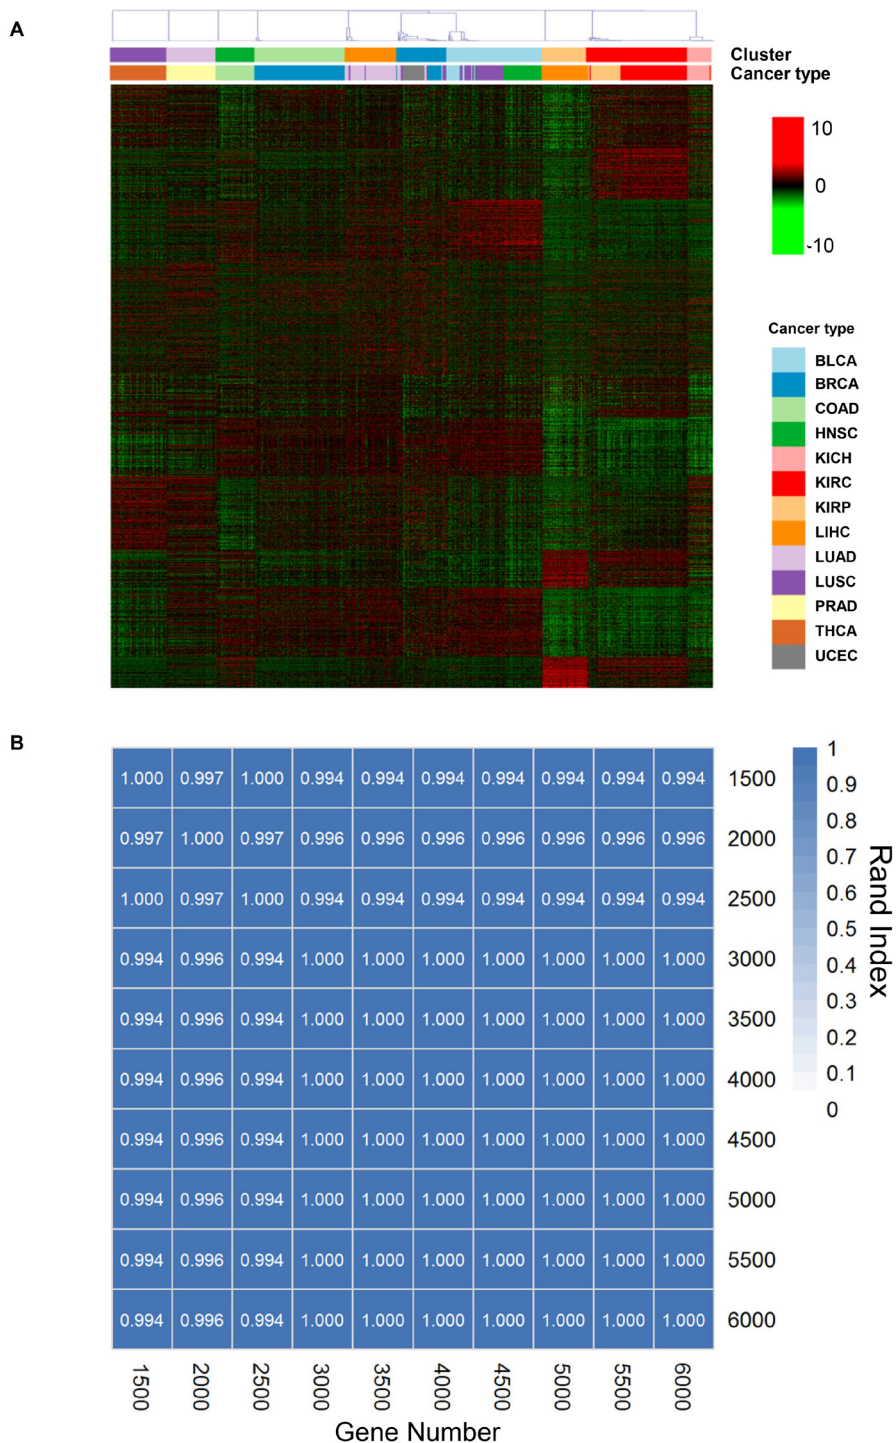 A
Cluster
Cancer type
10
0
-10
Cancer type
BLCA
BRCA
COAD
HNSC
KICH
KIRC
KIRP
LIHC
LUAD
LUSC
PRAD
THCA
UCEC
B
1.000 0.997 1.000 0.994 0.994 0.994 0.994 0.994 0.994 0.994 1500
0.997 1.000 0.997 0.996 0.996 0.996 0.996 0.996 0.996 0.996 2000
1.000 0.997 1.000 0.994 0.994 0.994 0.994 0.994 0.994 0.994 2500
0.994 0.996 0.994 1.000 1.000 1.000 1.000 1.000 1.000 1.000 3000
0.994 0.996 0.994 1.000 1.000 1.000 1.000 1.000 1.000 1.000 3500
0.994 0.996 0.994 1.000 1.000 1.000 1.000 1.000 1.000 1.000 4000
0.994 0.996 0.994 1.000 1.000 1.000 1.000 1.000 1.000 1.000 4500
0.994 0.996 0.994 1.000 1.000 1.000 1.000 1.000 1.000 1.000 5000
0.994 0.996 0.994 1.000 1.000 1.000 1.000 1.000 1.000 1.000 5500
0.994 0.996 0.994 1.000 1.000 1.000 1.000 1.000 1.000 1.000 6000
1500 2000 2500 3000 3500 4000 4500 5000 5500 6000
Gene Number
1
0.9
0.8
0.7
0.6
0.5
0.4
0.3
0.2
0.1
0
Rand Index